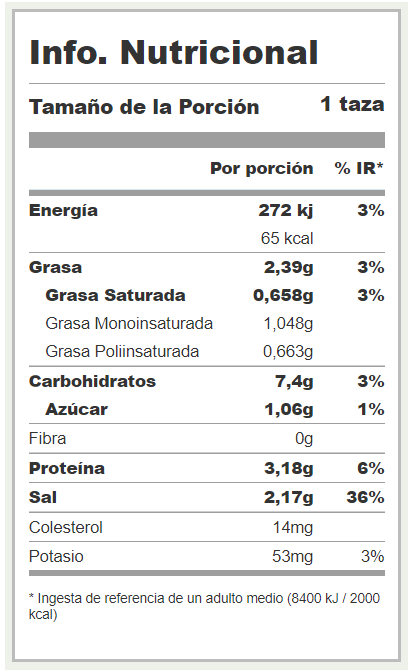 Info. Nutricional
Tamaño de la Porción 1 taza
Por porción % IR*
Energía 272 kj 3%
65 kcal
Grasa 2,39g 3%
Grasa Saturada 0,658g 3%
Grasa Monoinsaturada 1,048g
Grasa Poliinsaturada 0,663g
Carbohidratos 7,4g 3%
Azúcar 1,06g 1%
Fibra 0g
Proteína 3,18g 6%
Sal 2,17g 36%
Colesterol 14mg
Potasio 53mg 3%
* Ingesta de referencia de un adulto medio (8400 kJ / 2000
kcal)